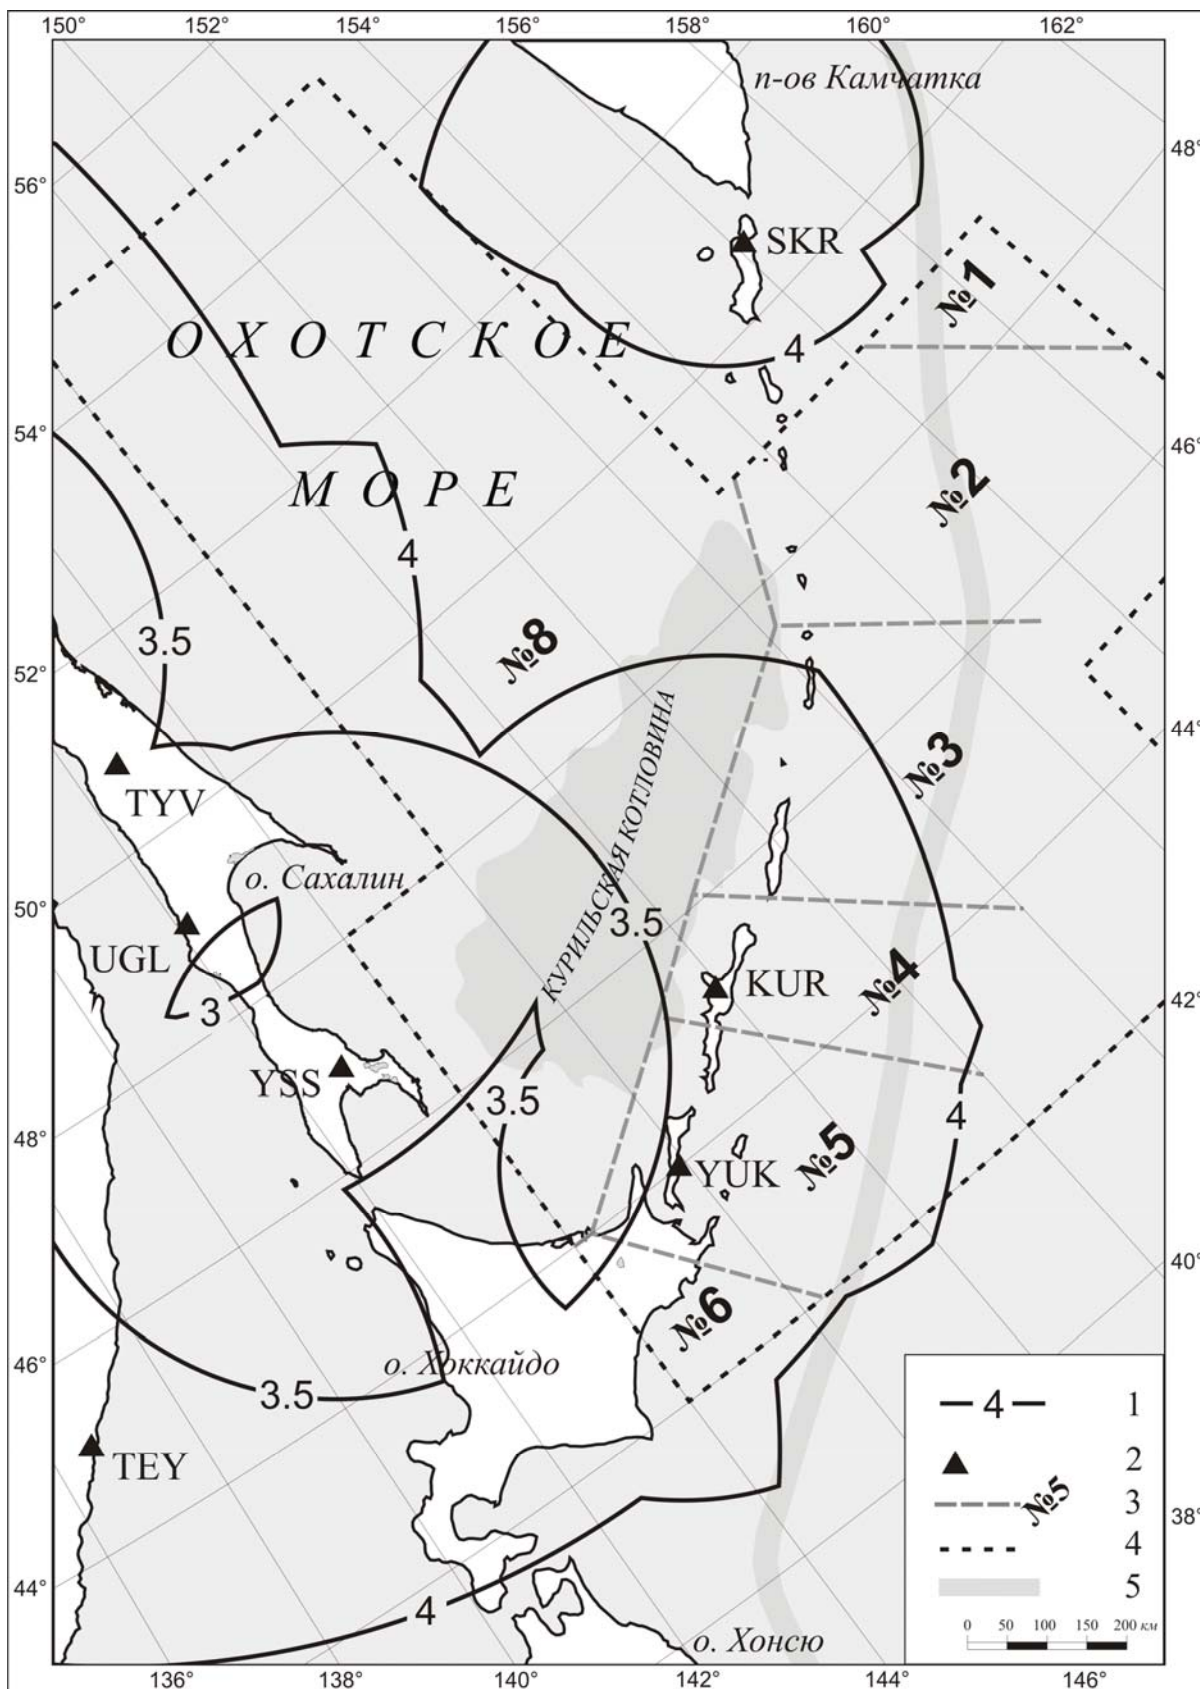 150° 152° 154° 156° 158° 160° 162°
п-ов Камчатка
48°
56°
SKR
№1
ОХОТСКОЕ
4
54°
46°
МОРЕ
№2
4
3.5
№8
52°
44°
КУРИЛЬСКАЯ КОТЛОВИНА
№3
TYV
о. Сахалин
50°
3.5
UGL
KUR
№4
42°
3
YSS
3.5
4
48°
YUK
№5
40°
№6
46°
о. Хоккайдо
3.5
4 1
TEY
2
№5 3
38°
4
5
44°
4
0 50 100 150 200 км
о. Хонсю
136° 138° 140° 142° 144° 146°